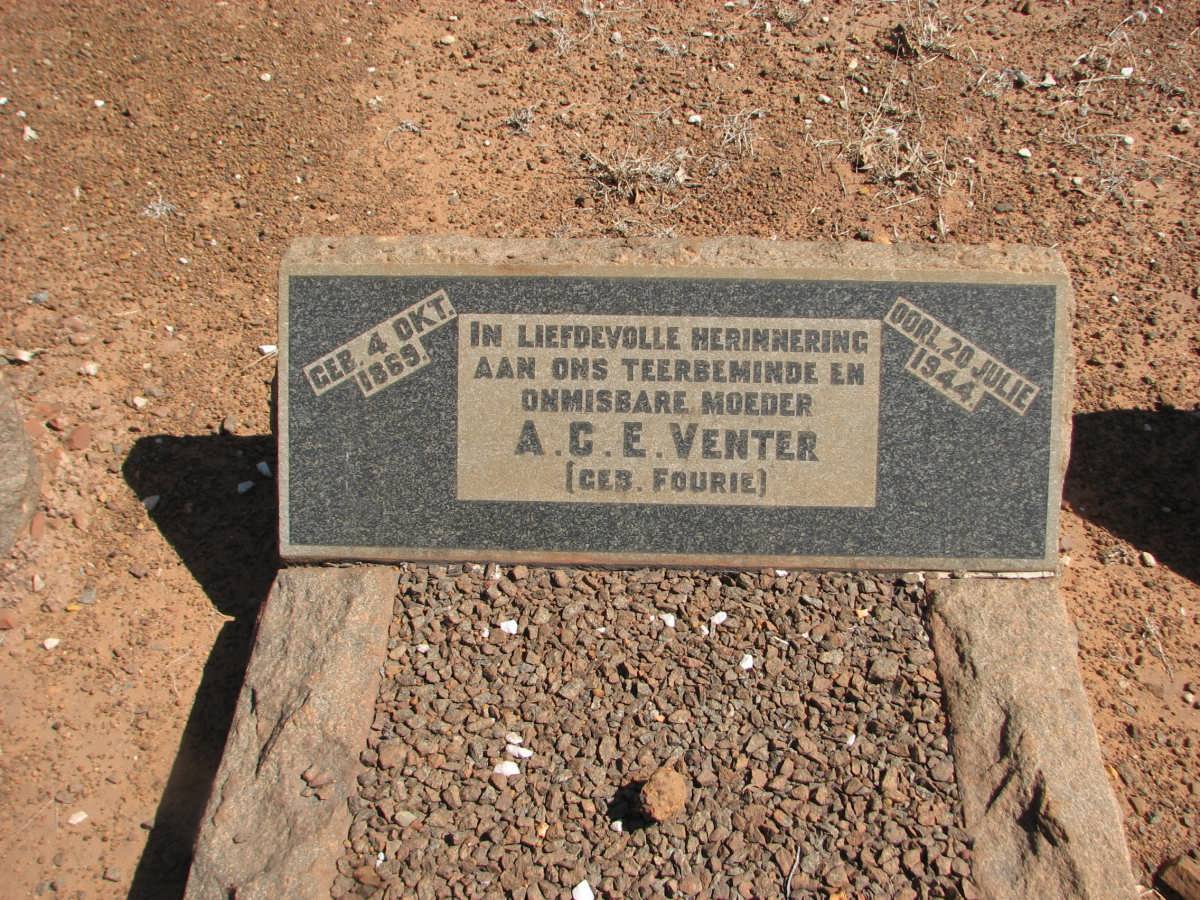 GEB. 4 OKT.
1869.
IN LIEFDEVOLLE HERINNERING
AAN ONS TEERBEMINDE EN
ONMISBARE MOEDER
A. C. E. VENTER
(GEB. FOURIE)
OORL. 20 JULIE
1944.